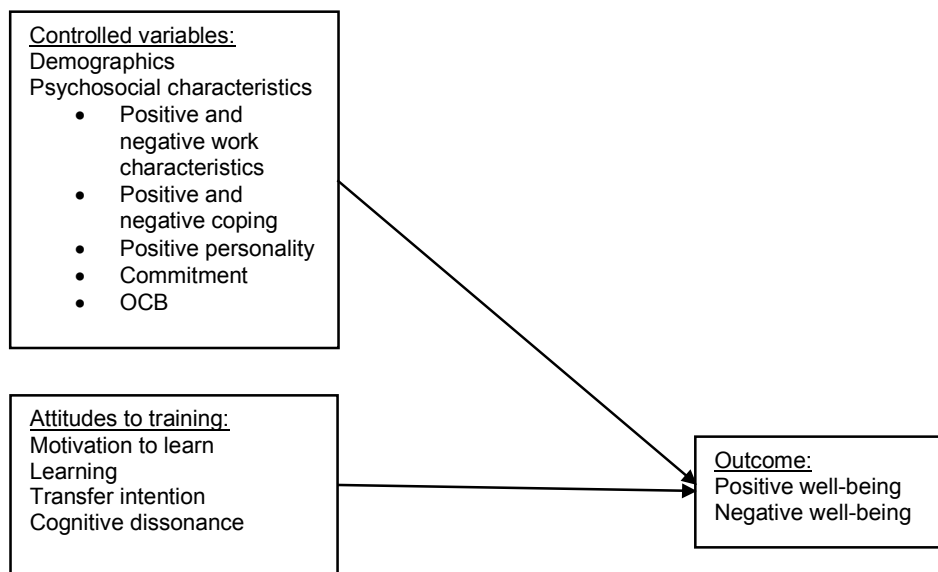 Controlled variables:
Demographics
Psychosocial characteristics
• Positive and
negative work
characteristics
• Positive and
negative coping
• Positive personality
• Commitment
• OCB
Attitudes to training:
Motivation to learn
Learning
Transfer intention
Cognitive dissonance
Outcome:
Positive well-being
Negative well-being